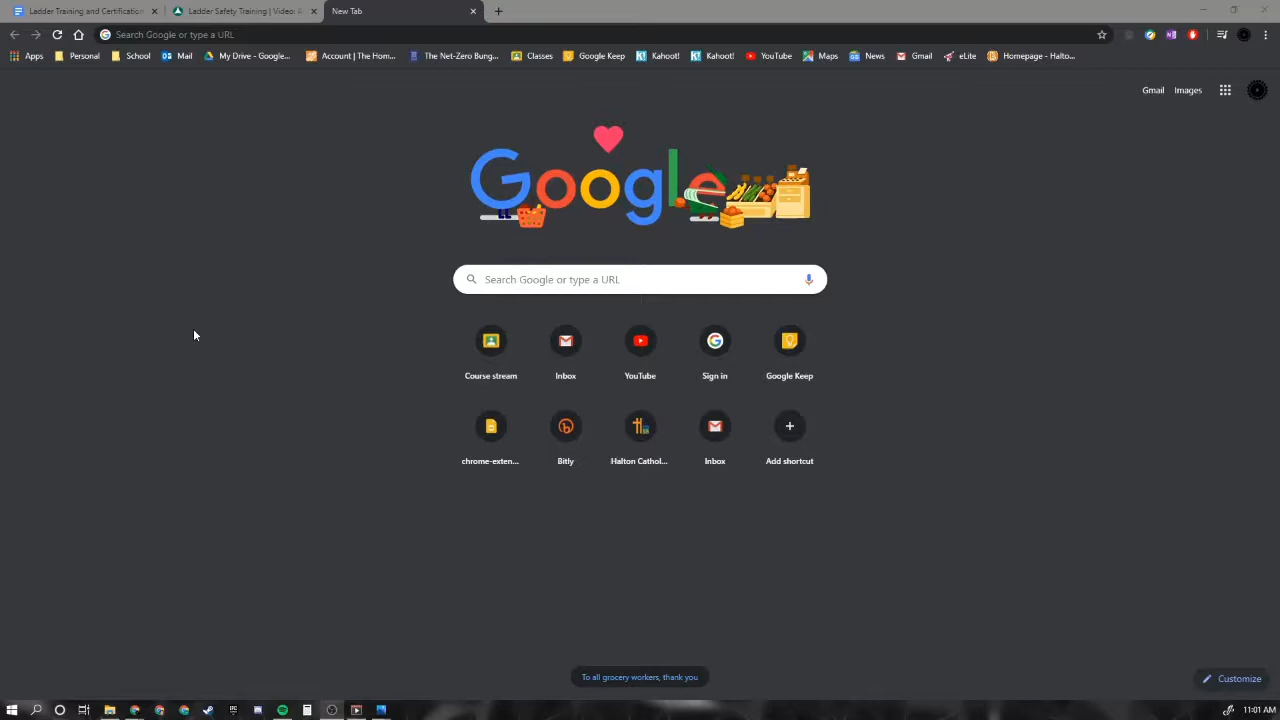 Ladder Training and Certification
Ladder Safety Training | Video: A
New Tab
Search Google or type a URL
Apps Personal School Mail My Drive - Google... Account | The Hom... The Net-Zero Bung... Classes Google Keep Kahoot! Kahoot! YouTube Maps News Gmail eLite Homepage - Halto...
Gmail Images
Google
Search Google or type a URL
Course stream Inbox YouTube Sign in Google Keep
chrome-exten... Bitly Halton Cathol... Inbox Add shortcut
To all grocery workers, thank you
Customize
11:01 AM